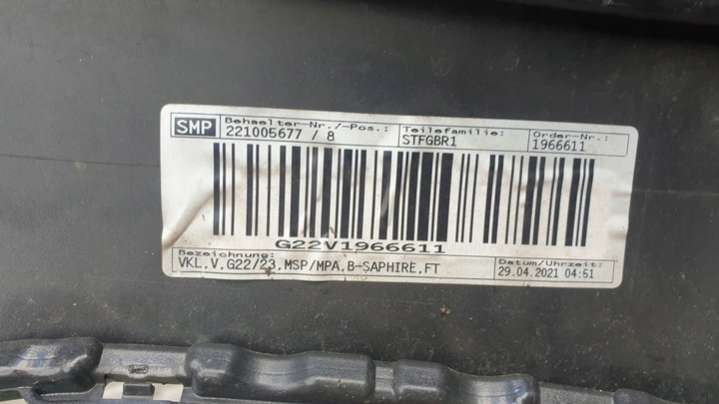 SMP
Behaelter-Nr./-Pos.: Teilefamilie: Order-Nr.:
221005677 / 8 STFGBR1 1966611
G22V1966611
Bezeichnung: Datum/Uhrzeit:
VKL.V.G22/23.MSP/MPA.B-SAPHIRE.FT 29.04.2021 04:51